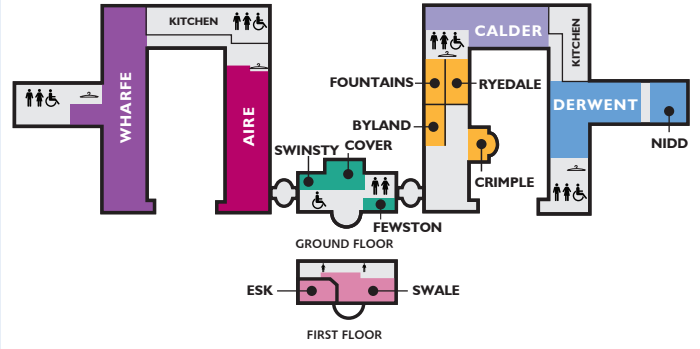 KITCHEN
WHARFE
AIRE
SWINSTY
COVER
FEWSTON
GROUND FLOOR
CALDER
KITCHEN
FOUNTAINS
RYEDALE
BYLAND
CRIMPLE
DERWENT
NIDD
ESK
SWALE
FIRST FLOOR